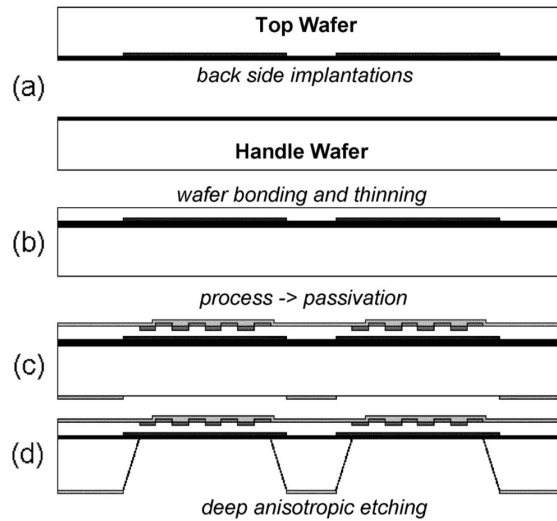 Top Wafer
back side implantations
(a)
Handle Wafer
wafer bonding and thinning
(b)
process -> passivation
(c)
(d)
deep anisotropic etching